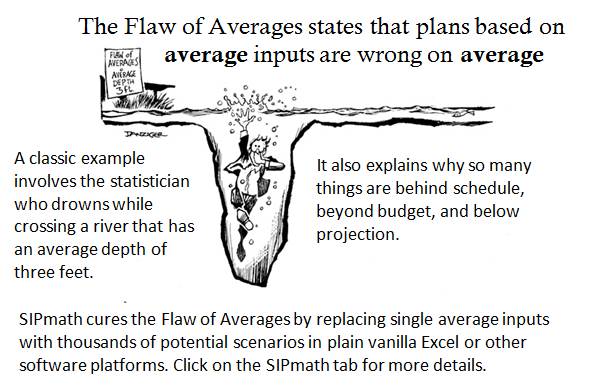 The Flaw of Averages states that plans based on
average inputs are wrong on average
FLAW of
AVERAGES
AVERAGE
DEPTH
3 Ft.
DANZIGER
A classic example
involves the statistician
who drowns while
crossing a river that has
an average depth of
three feet.
It also explains why so many
things are behind schedule,
beyond budget, and below
projection.
SIPmath cures the Flaw of Averages by replacing single average inputs
with thousands of potential scenarios in plain vanilla Excel or other
software platforms. Click on the SIPmath tab for more details.